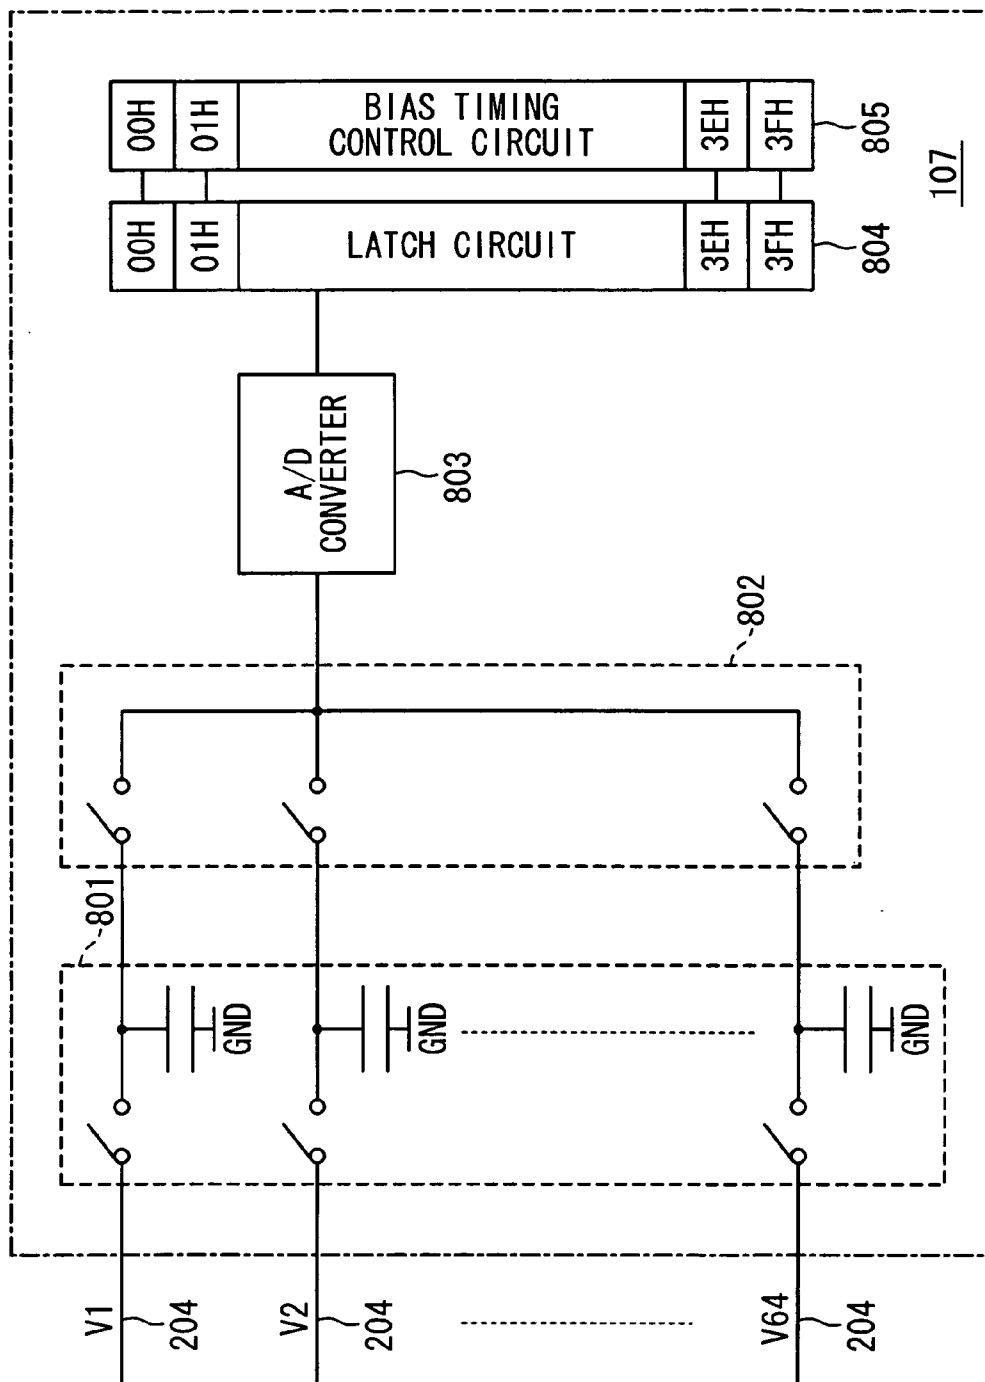 V1
204
V2
204
V64
204
801
GND
GND
GND
802
A/D
CONVERTER
803
00H
01H
LATCH CIRCUIT
3EH
3FH
804
00H
01H
BIAS TIMING
CONTROL CIRCUIT
3EH
3FH
805
107